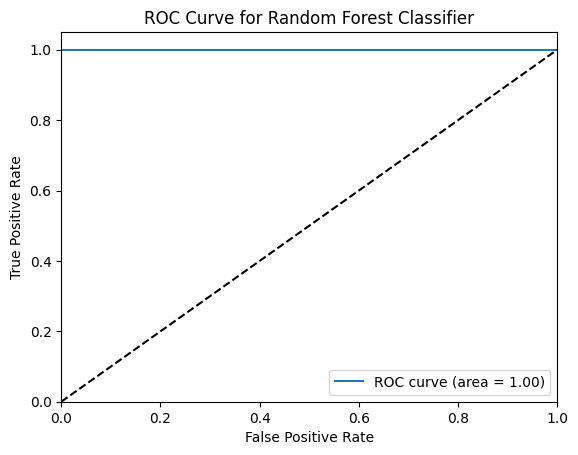 ROC Curve for Random Forest Classifier
1.0
0.8
0.6
0.4
0.2
0.0
True Positive Rate
ROC curve (area = 1.00)
0.0 0.2 0.4 0.6 0.8 1.0
False Positive Rate